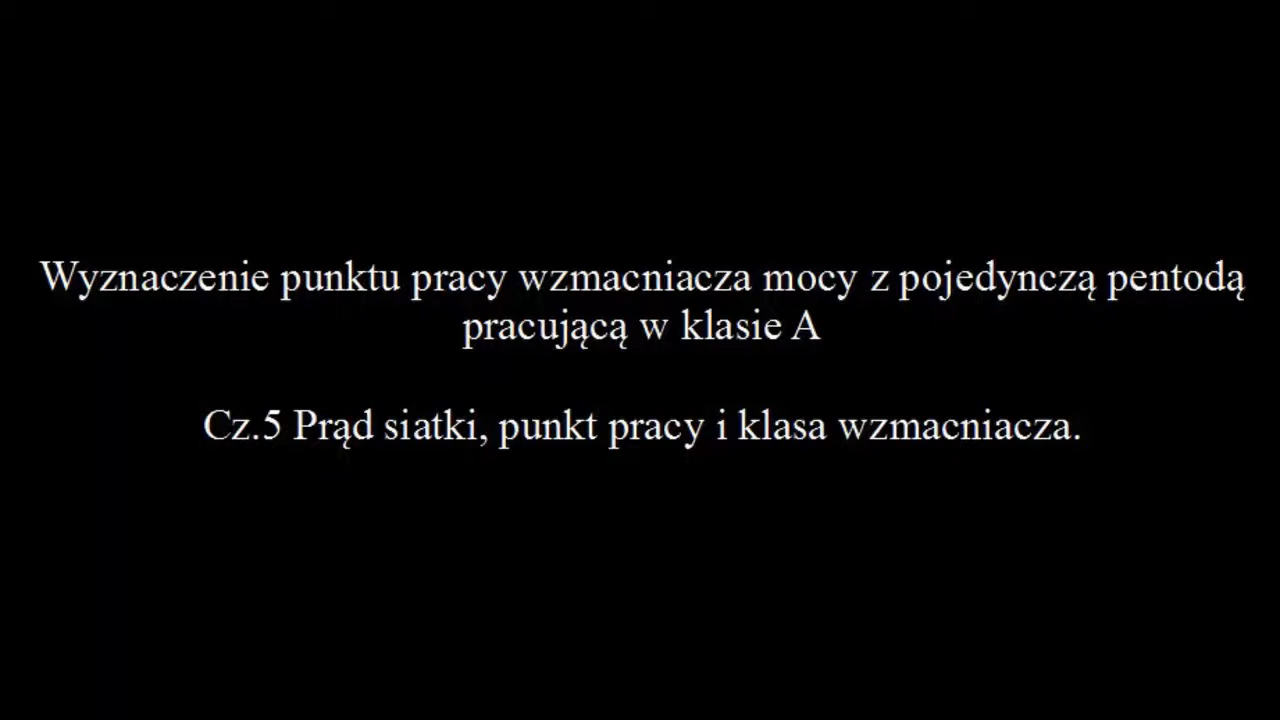 Wyznaczenie punktu pracy wzmacniacza mocy z pojedynczą pentodą
pracującą w klasie A
Cz.5 Prąd siatki, punkt pracy i klasa wzmacniacza.